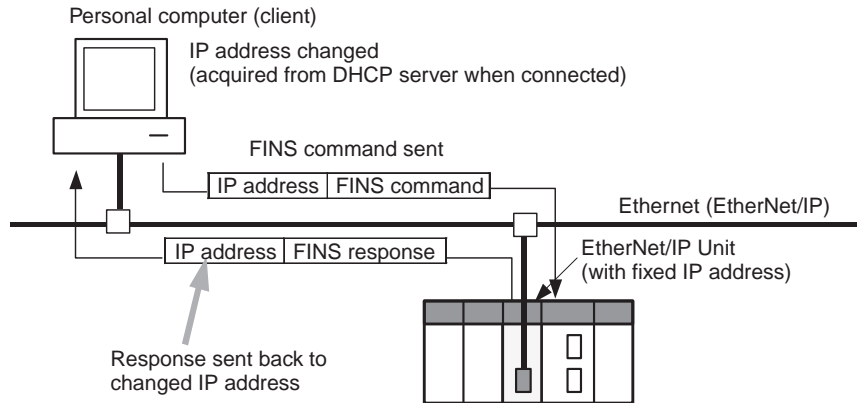 Personal computer (client)
IP address changed
(acquired from DHCP server when connected)
FINS command sent
IP address FINS command
Ethernet (EtherNet/IP)
IP address FINS response
EtherNet/IP Unit
(with fixed IP address)
Response sent back to
changed IP address